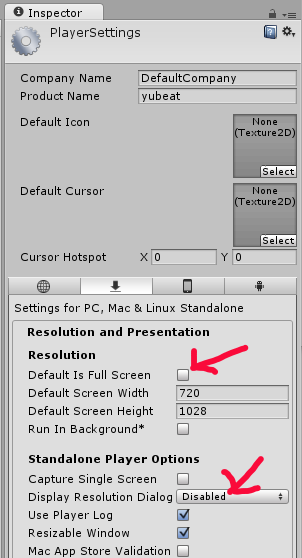 Inspector
PlayerSettings
Company Name DefaultCompany
Product Name yubeat
Default Icon
None
(Texture2D)
Select
Default Cursor
None
(Texture2D)
Select
Cursor Hotspot X 0 Y 0
Settings for PC, Mac & Linux Standalone
Resolution and Presentation
Resolution
Default Is Full Screen
Default Screen Width 720
Default Screen Height 1028
Run In Background*
Standalone Player Options
Capture Single Screen
Display Resolution Dialog Disabled
Use Player Log
Resizable Window
Mac App Store Validation